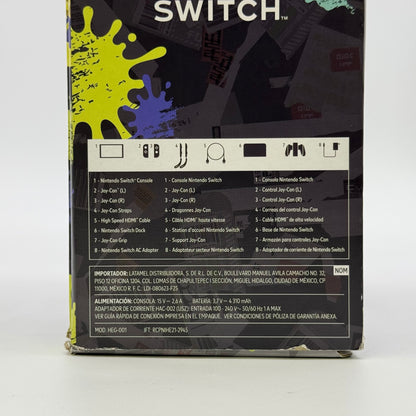 SWITCH™
1 - Nintendo Switch™ Console
2 - Joy-Con™ (L)
3 - Joy-Con (R)
4 - Joy-Con Straps
5 - High Speed HDMI™ Cable
6 - Nintendo Switch Dock
7 - Joy-Con Grip
8 - Nintendo Switch AC Adapter
1 - Console Nintendo Switch
2 - Joy-Con (L)
3 - Joy-Con (R)
4 - Dragonnes Joy-Con
5 - Câble HDMI™ haute vitesse
6 - Station d'accueil Nintendo Switch
7 - Support Joy-Con
8 - Adaptateur secteur Nintendo Switch
1 - Consola Nintendo Switch
2 - Control Joy-Con (L)
3 - Control Joy-Con (R)
4 - Correas del control Joy-Con
5 - Cable HDMI™ de alta velocidad
6 - Base de Nintendo Switch
7 - Armazón para controles Joy-Con
8 - Adaptador de corriente de Nintendo Switch
IMPORTADOR: LATAMEL DISTRIBUIDORA, S. DE R.L. DE C.V., BOULEVARD MANUEL AVILA CAMACHO NO. 32,
PISO 12 OFICINA 1204, COL. LOMAS DE CHAPULTEPEC I SECCION, MIGUEL HIDALGO, CIUDAD DE MÉXICO, CP
11000, MÉXICO R. F. C. LDI 080623-F25
NOM
ALIMENTACIÓN: CONSOLA: 15 V⎓ 2,6 A BATERÍA: 3,7 V⎓ 4 310 mAh
ADAPTADOR DE CORRIENTE HAC-002 (USZ): ENTRADA 100 - 240 V~ 50/60 Hz 1 A MAX
VER GUÍA RÁPIDA DE CONEXIÓN IMPRESA EN EL EMPAQUE. VER CONDICIONES DE PÓLIZA DE GARANTÍA ANEXA.
MOD. HEG-001 IFT: RCPNIHE21-2945